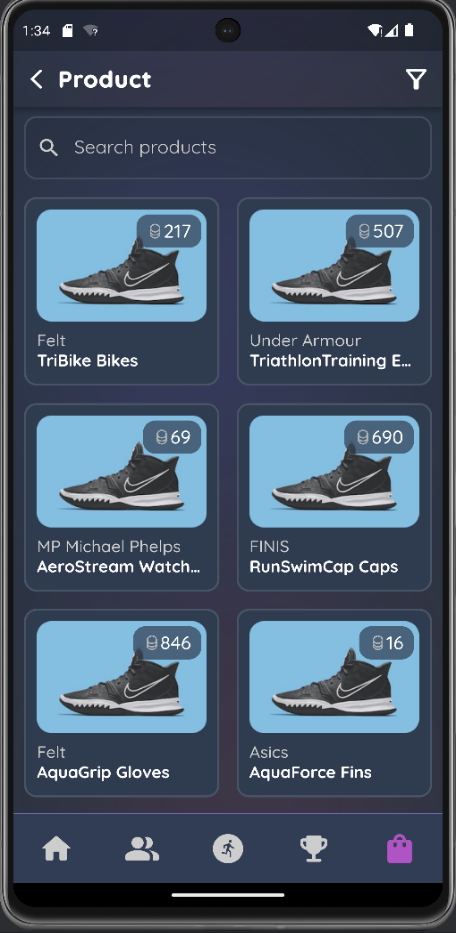 1:34
Product
Search products
217
507
Felt
TriBike Bikes
Under Armour
TriathlonTraining E...
69
690
MP Michael Phelps
AeroStream Watch...
FINIS
RunSwimCap Caps
846
16
Felt
AquaGrip Gloves
Asics
AquaForce Fins